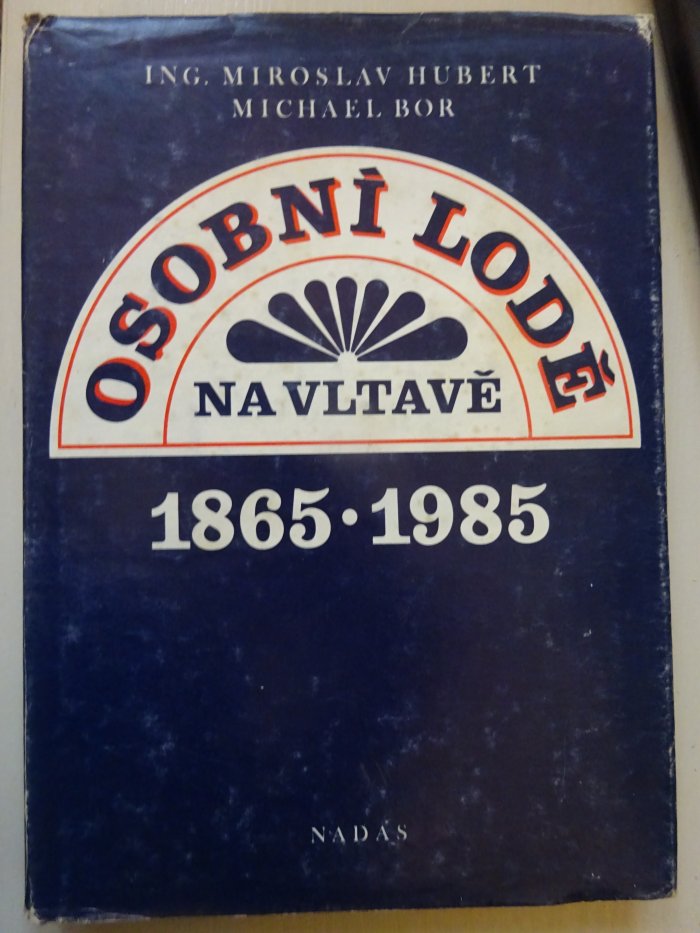 ING. MIROSLAV HUBERT
MICHAEL BOR
OSOBNÍ LODĚ
NA VLTAVĚ
1865 · 1985
NADAS